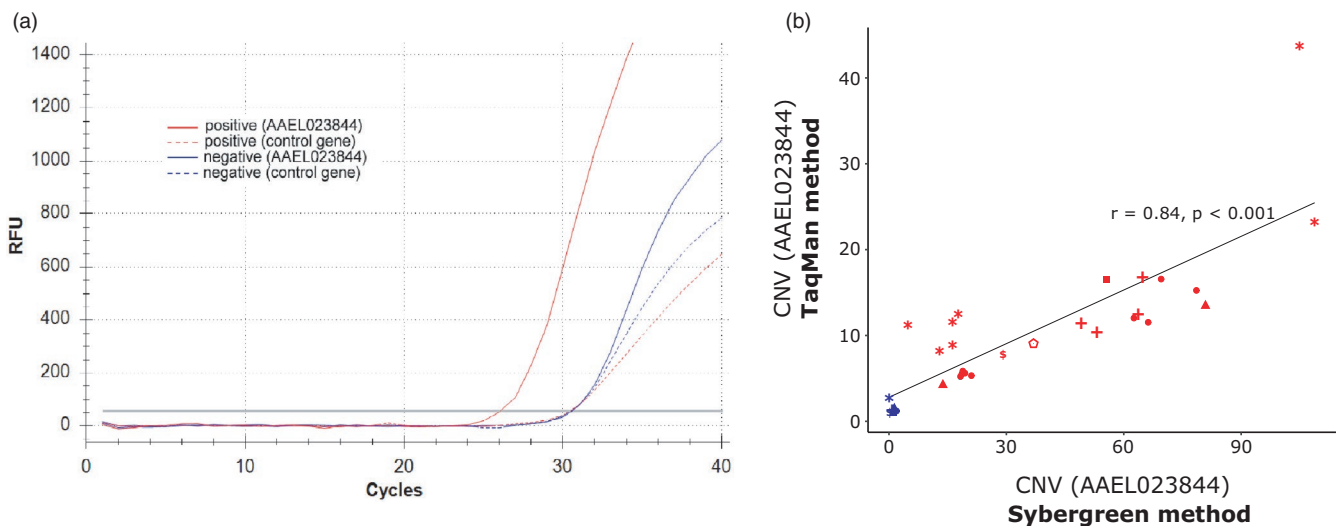 (a)
1400
1200
1000
800
600
400
200
0
RFU
positive (AAEL023844)
positive (control gene)
negative (AAEL023844)
negative (control gene)
0 10 20 30 40
Cycles
(b)
CNV (AAEL023844)
TaqMan method
40
30
20
10
0
r = 0.84, p < 0.001
$
0 30 60 90
CNV (AAEL023844)
Sybergreen method